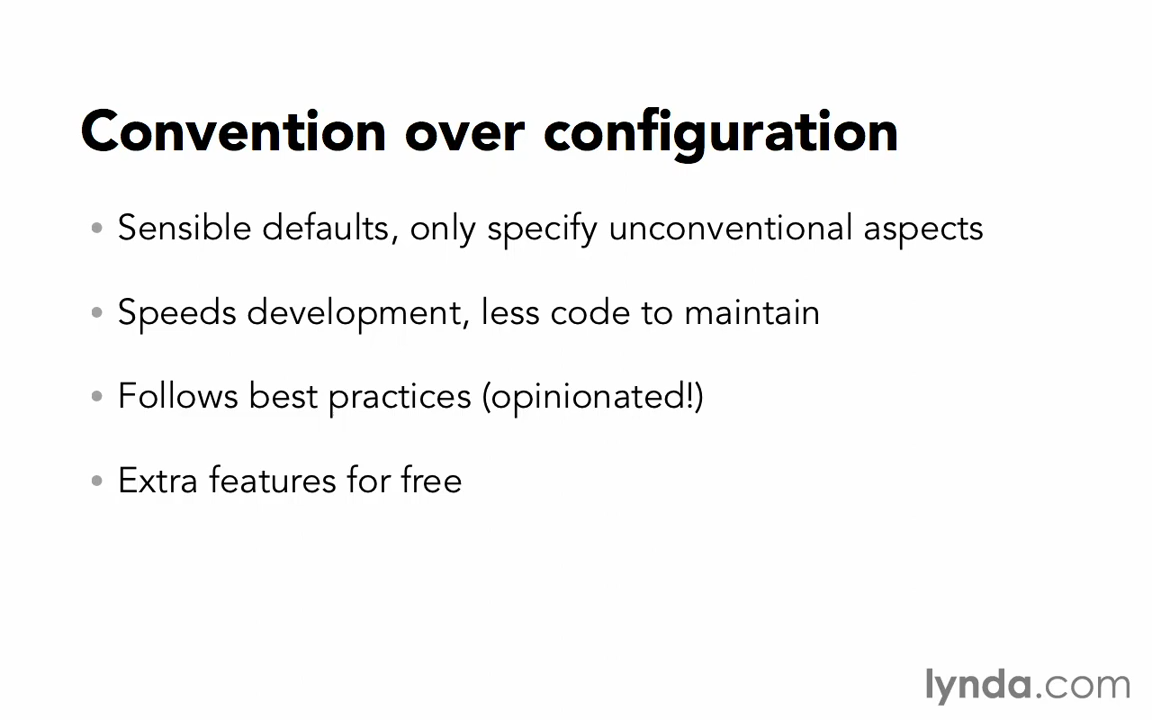 Convention over configuration
• Sensible defaults, only specify unconventional aspects
• Speeds development, less code to maintain
• Follows best practices (opinionated!)
• Extra features for free
lynda.com